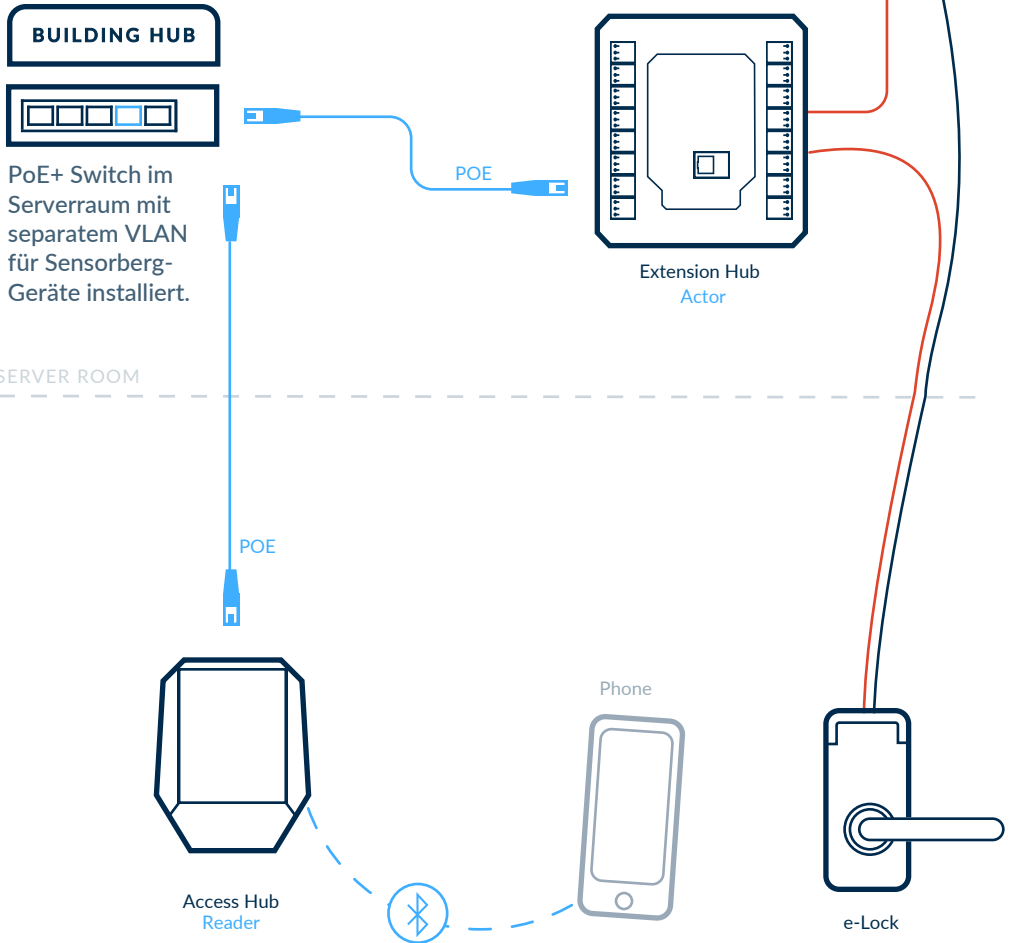 BUILDING HUB
PoE+ Switch im
Serverraum mit
separatem VLAN
für Sensorberg-
Geräte installiert.
POE
Extension Hub
Actor
SERVER ROOM
POE
Phone
Access Hub
Reader
e-Lock